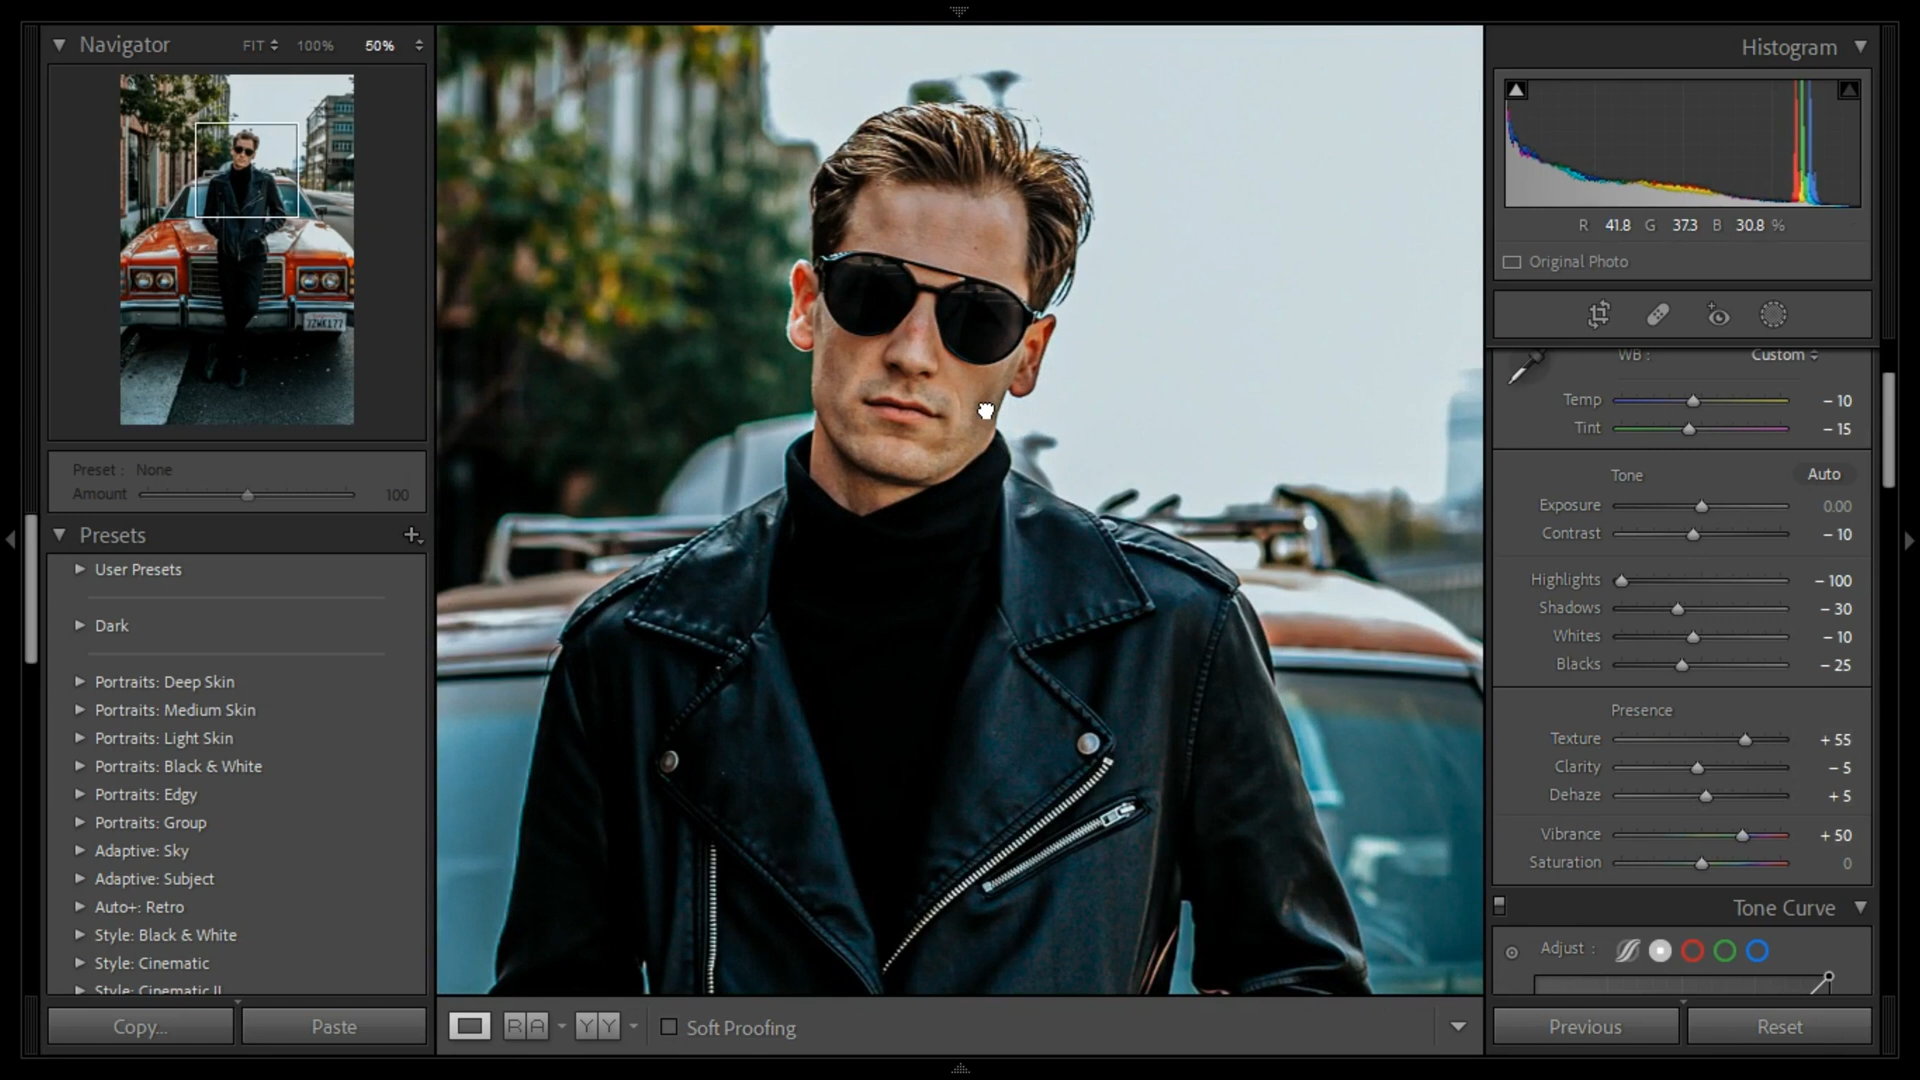 Navigator
FIT 100% 50%
7ZWK177
Preset : None
Amount 100
Presets
User Presets
Dark
Portraits: Deep Skin
Portraits: Medium Skin
Portraits: Light Skin
Portraits: Black & White
Portraits: Edgy
Portraits: Group
Adaptive: Sky
Adaptive: Subject
Auto+: Retro
Style: Black & White
Style: Cinematic
Style: Cinematic II
Copy... Paste
R A Y Y Soft Proofing
Histogram
R 41.8 G 37.3 B 30.8 %
Original Photo
WB : Custom
Temp – 10
Tint – 15
Tone Auto
Exposure 0.00
Contrast – 10
Highlights – 100
Shadows – 30
Whites – 10
Blacks – 25
Presence
Texture + 55
Clarity – 5
Dehaze + 5
Vibrance + 50
Saturation 0
Tone Curve
Adjust :
Previous Reset